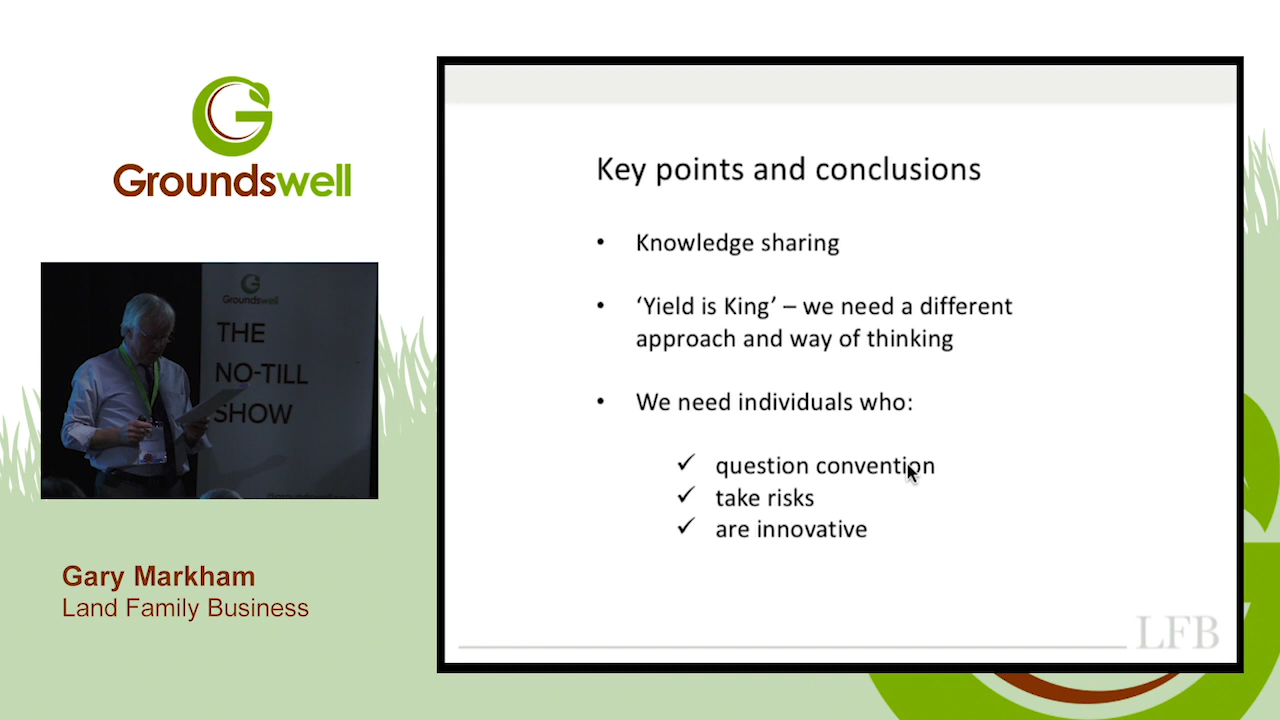 Groundswell
Groundswell
THE
NO-TILL
SHOW
Gary Markham
Land Family Business
Key points and conclusions
• Knowledge sharing
• ‘Yield is King’ – we need a different
approach and way of thinking
• We need individuals who:
✓ question convention
✓ take risks
✓ are innovative
LFB